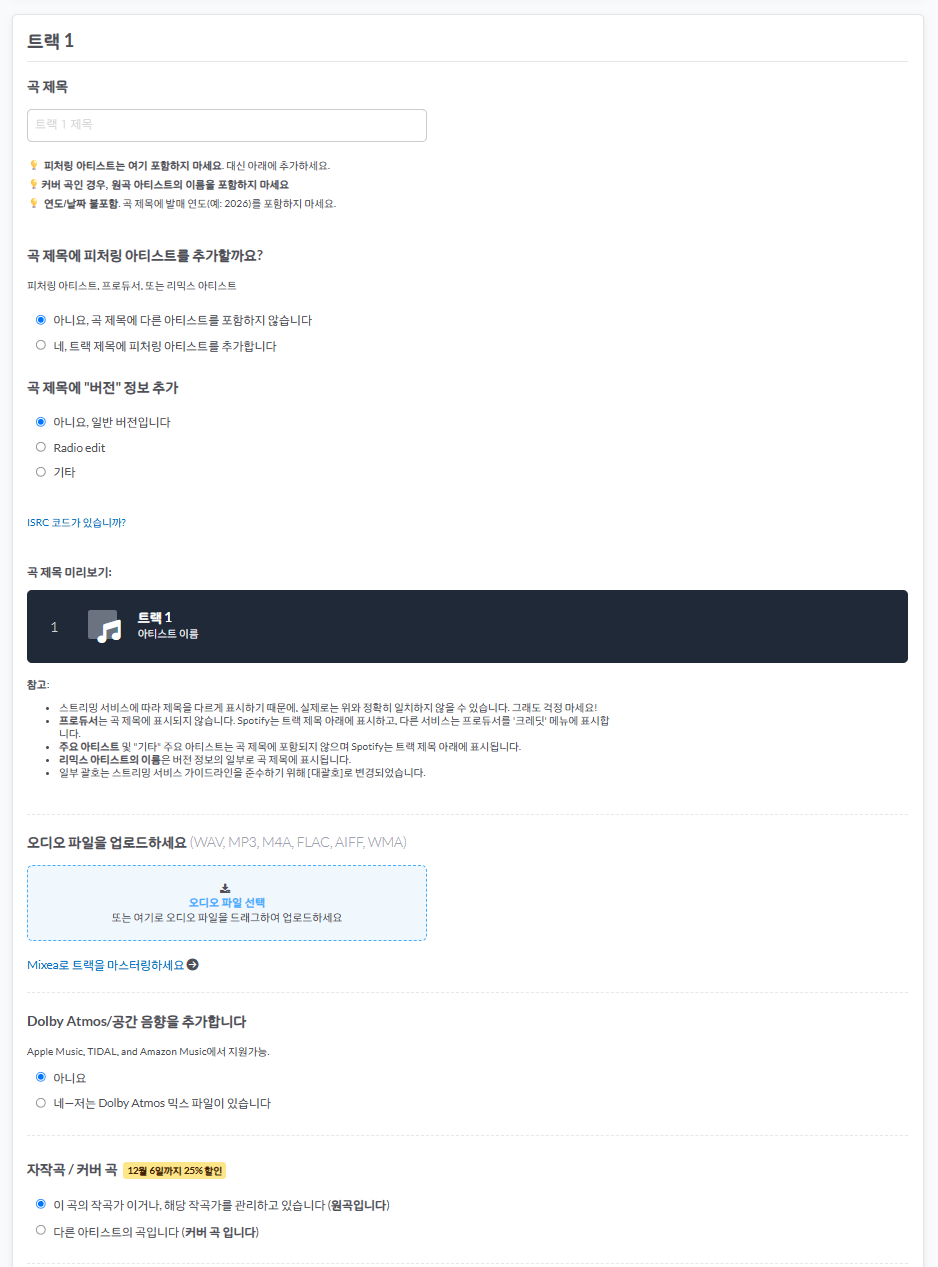 트랙 1
곡 제목
트랙 1 제목
피처링 아티스트는 여기 포함하지 마세요. 대신 아래에 추가하세요.
커버 곡인 경우, 원곡 아티스트의 이름을 포함하지 마세요
연도/날짜 불포함. 곡 제목에 발매 연도(예: 2026)를 포함하지 마세요.
곡 제목에 피처링 아티스트를 추가할까요?
피처링 아티스트, 프로듀서, 또는 리믹스 아티스트
아니요, 곡 제목에 다른 아티스트를 포함하지 않습니다
네, 트랙 제목에 피처링 아티스트를 추가합니다
곡 제목에 "버전" 정보 추가
아니요, 일반 버전입니다
Radio edit
기타
ISRC 코드가 있습니까?
곡 제목 미리보기:
1
트랙 1
아티스트 이름
참고:
• 스트리밍 서비스에 따라 제목을 다르게 표시하기 때문에, 실제로는 위와 정확히 일치하지 않을 수 있습니다. 그래도 걱정 마세요!
• 프로듀서는 곡 제목에 표시되지 않습니다. Spotify는 트랙 제목 아래에 표시하고, 다른 서비스는 프로듀서를 '크레딧' 메뉴에 표시합
니다.
• 주요 아티스트 및 "기타" 주요 아티스트는 곡 제목에 포함되지 않으며 Spotify는 트랙 제목 아래에 표시됩니다.
• 리믹스 아티스트의 이름은 버전 정보의 일부로 곡 제목에 표시됩니다.
• 일부 괄호는 스트리밍 서비스 가이드라인을 준수하기 위해 [대괄호]로 변경되었습니다.
오디오 파일을 업로드하세요 (WAV, MP3, M4A, FLAC, AIFF, WMA)
오디오 파일 선택
또는 여기로 오디오 파일을 드래그하여 업로드하세요
Mixea로 트랙을 마스터링하세요
Dolby Atmos/공간 음향을 추가합니다
Apple Music, TIDAL, and Amazon Music에서 지원가능.
아니요
네—저는 Dolby Atmos 믹스 파일이 있습니다
자작곡 / 커버 곡 12월 6일까지 25% 할인
이 곡의 작곡가 이거나, 해당 작곡가를 관리하고 있습니다 (원곡입니다)
다른 아티스트의 곡입니다 (커버 곡 입니다)